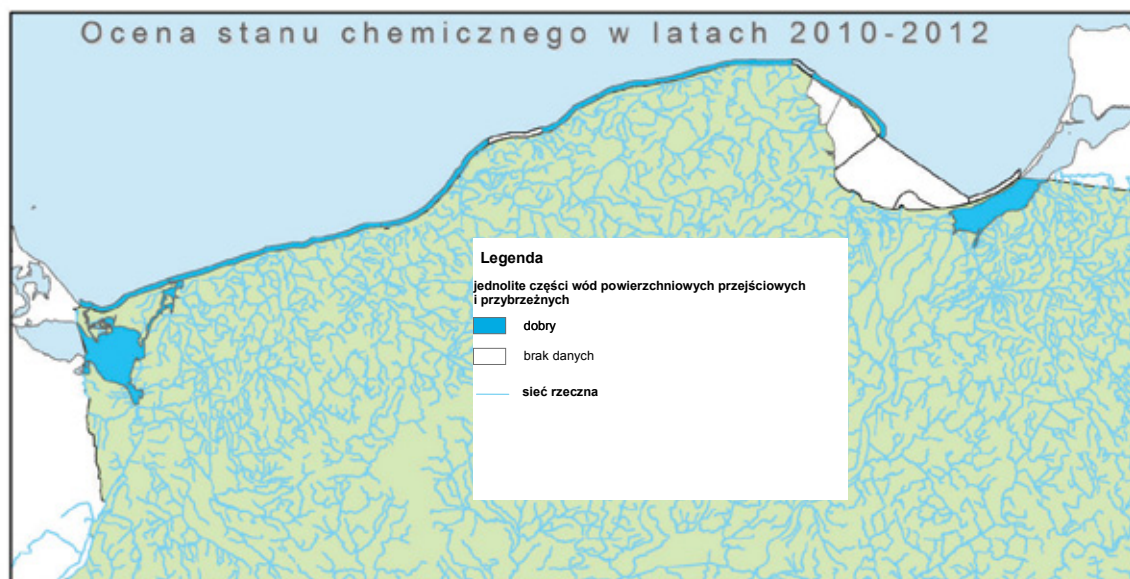 Ocena stanu chemicznego w latach 2010-2012
Legenda
jednolite części wód powierzchniowych przejściowych
i przybrzeżnych
dobry
brak danych
sieć rzeczna